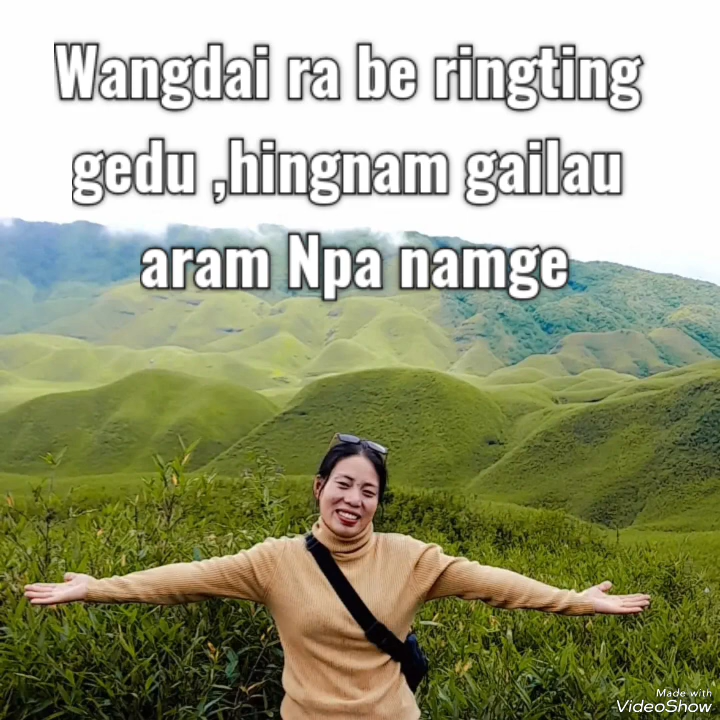 Wangdai ra be ringting
gedu ,hingnam gailau
aram Npa namge
Made with
VideoShow